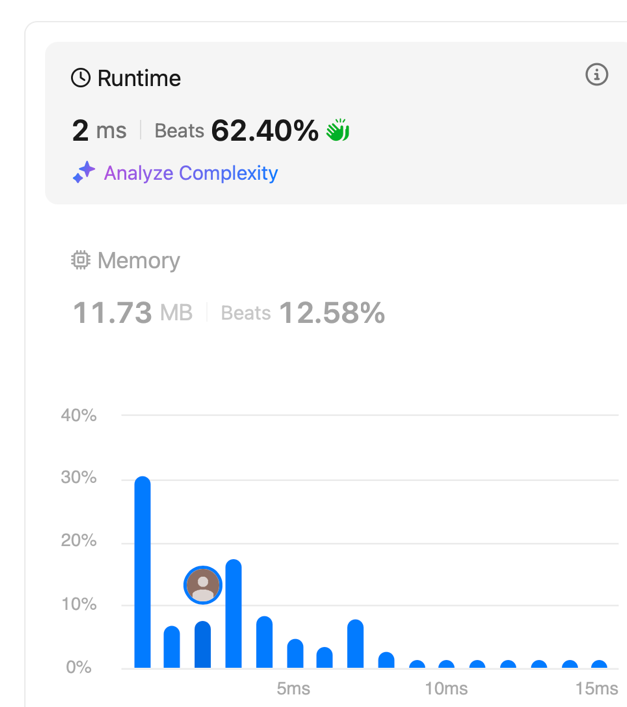 Runtime
2 ms Beats 62.40%
Analyze Complexity
Memory
11.73 MB Beats 12.58%
40%
30%
20%
10%
0%
5ms 10ms 15ms